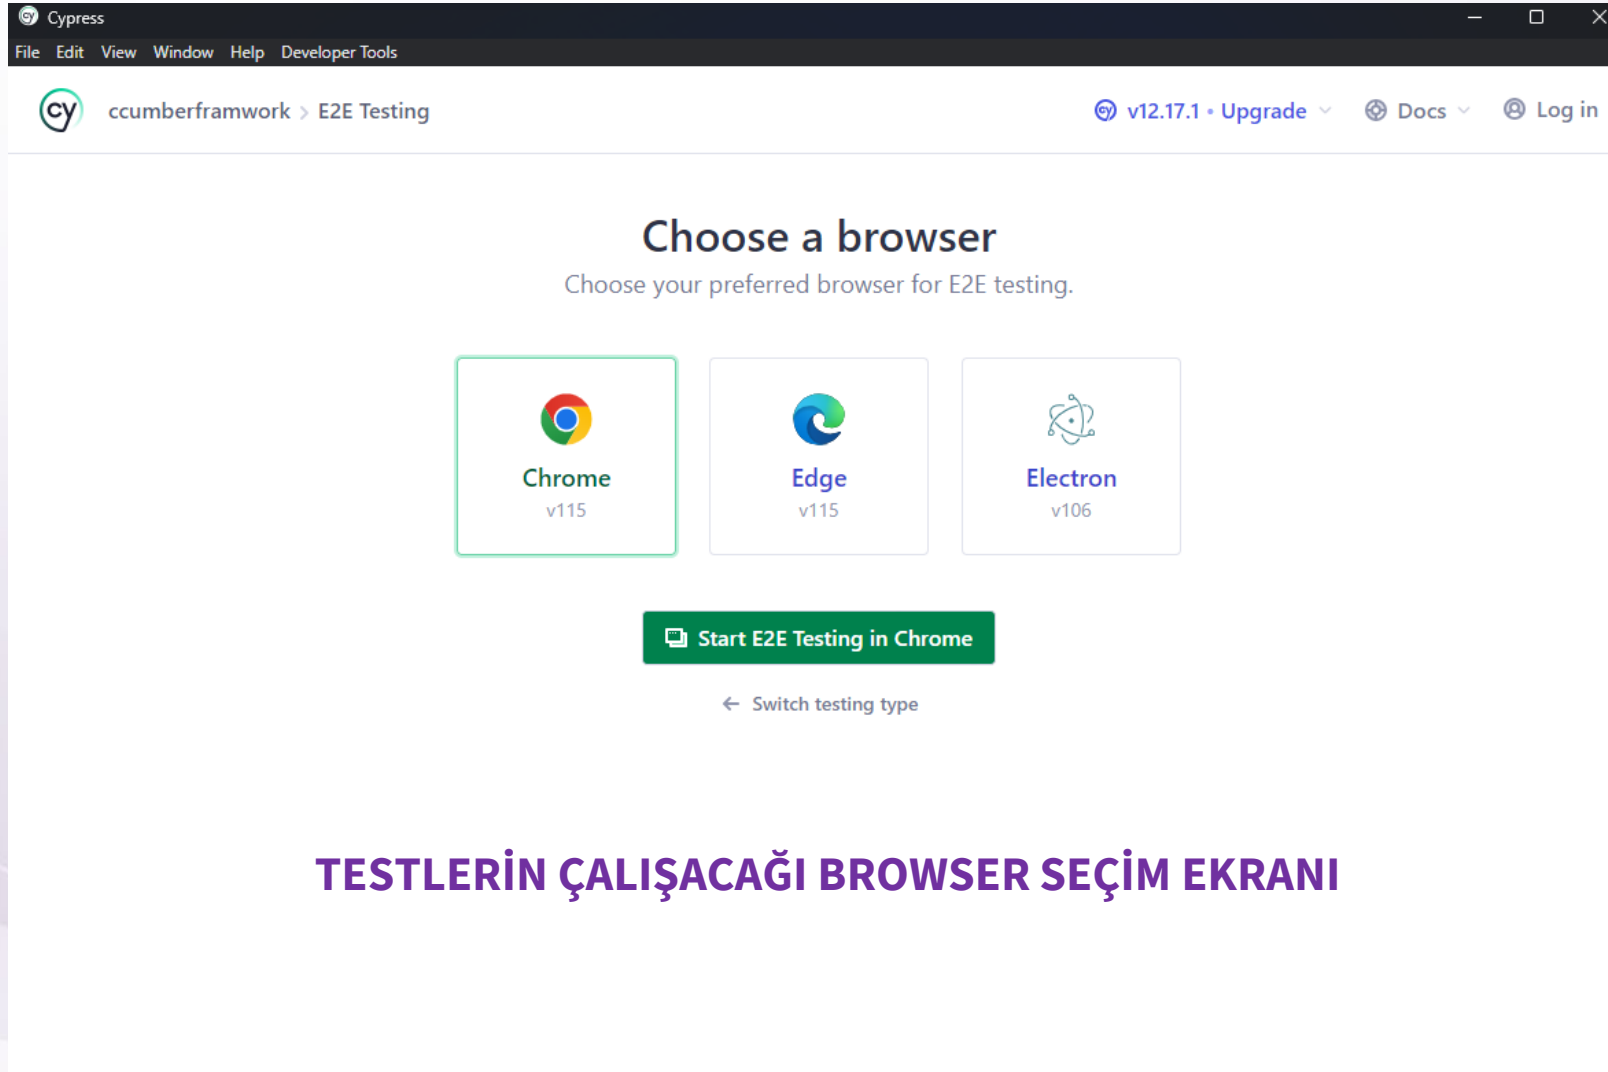 Cypress
File Edit View Window Help Developer Tools
cy ccumberframwork > E2E Testing cy v12.17.1 • Upgrade Docs Log in
Choose a browser
Choose your preferred browser for E2E testing.
Chrome Edge Electron
v115 v115 v106
Start E2E Testing in Chrome
← Switch testing type
TESTLERİN ÇALIŞACAĞI BROWSER SEÇİM EKRANI